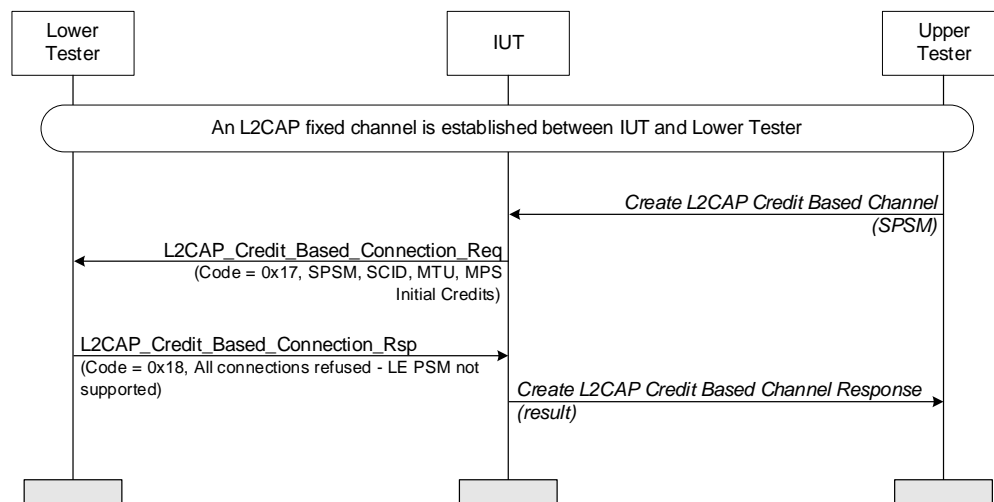 Lower
Tester
IUT
Upper
Tester
An L2CAP fixed channel is established between IUT and Lower Tester
Create L2CAP Credit Based Channel
(SPSM)
L2CAP_Credit_Based_Connection_Req
(Code = 0x17, SPSM, SCID, MTU, MPS
Initial Credits)
L2CAP_Credit_Based_Connection_Rsp
(Code = 0x18, All connections refused - LE PSM not
supported)
Create L2CAP Credit Based Channel Response
(result)